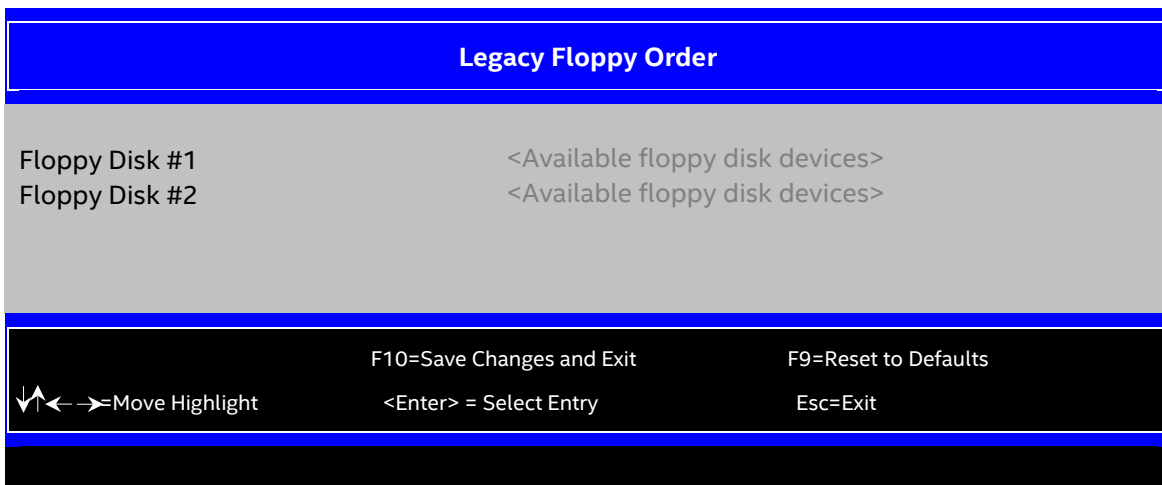 Legacy Floppy Order
Floppy Disk #1 <Available floppy disk devices>
Floppy Disk #2 <Available floppy disk devices>
F10=Save Changes and Exit F9=Reset to Defaults
↓↑←→=Move Highlight <Enter> = Select Entry Esc=Exit